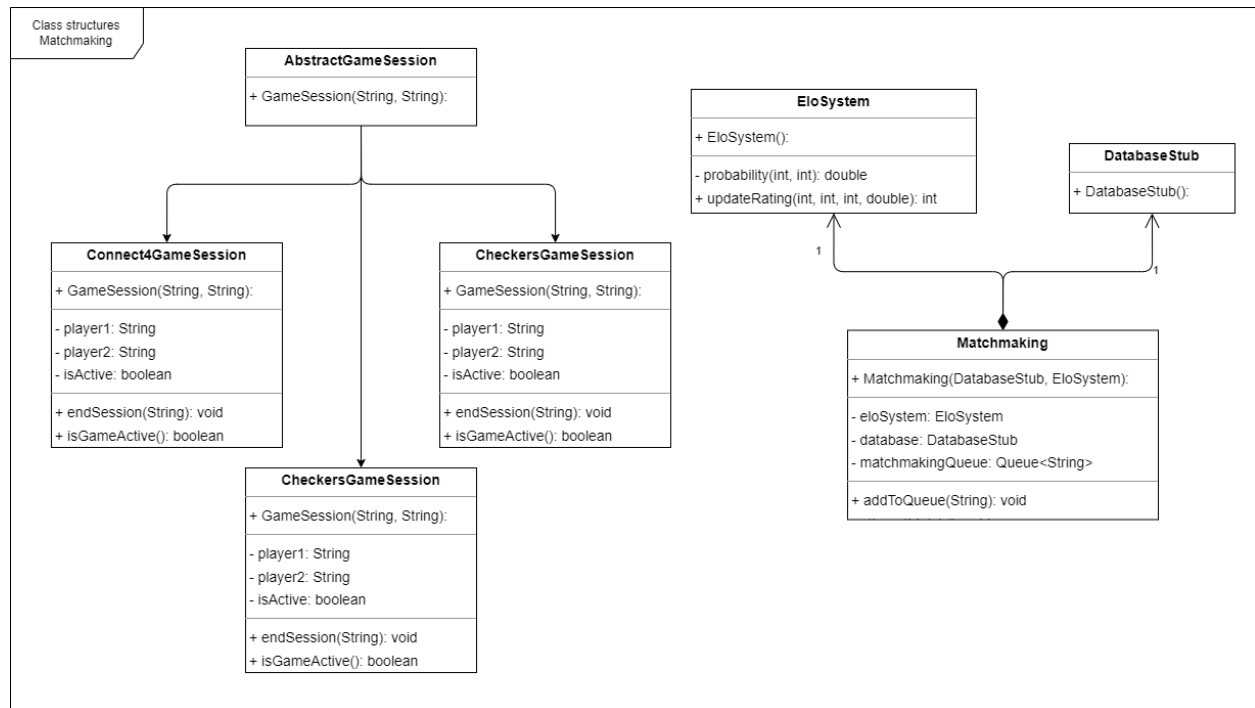 Class structures
Matchmaking
AbstractGameSession
+ GameSession(String, String):
EloSystem
+ EloSystem():
- probability(int, int): double
+ updateRating(int, int, int, double): int
DatabaseStub
+ DatabaseStub():
1
1
Connect4GameSession
+ GameSession(String, String):
- player1: String
- player2: String
- isActive: boolean
+ endSession(String): void
+ isGameActive(): boolean
CheckersGameSession
+ GameSession(String, String):
- player1: String
- player2: String
- isActive: boolean
+ endSession(String): void
+ isGameActive(): boolean
Matchmaking
+ Matchmaking(DatabaseStub, EloSystem):
- eloSystem: EloSystem
- database: DatabaseStub
- matchmakingQueue: Queue<String>
+ addToQueue(String): void
CheckersGameSession
+ GameSession(String, String):
- player1: String
- player2: String
- isActive: boolean
+ endSession(String): void
+ isGameActive(): boolean